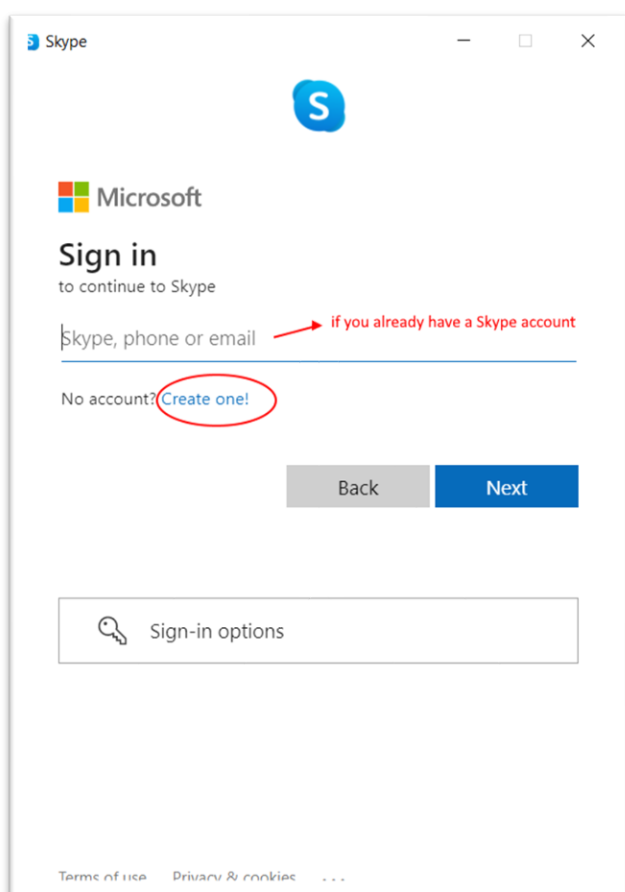 Skype
S
Microsoft
Sign in
to continue to Skype
Skype, phone or email
if you already have a Skype account
No account? Create one!
Back Next
Sign-in options
Terms of use Privacy & cookies ...